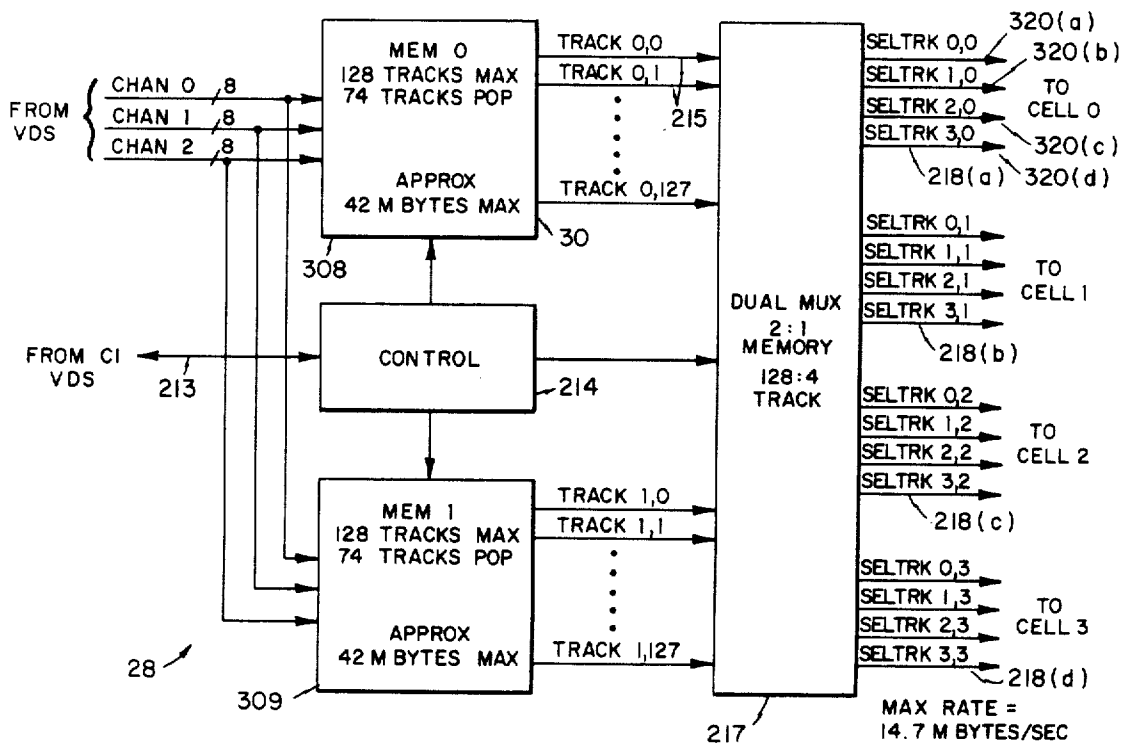 FROM
VDS
CHAN 0 8
CHAN 1 8
CHAN 2 8
MEM 0
128 TRACKS MAX
74 TRACKS POP
APPROX
42 M BYTES MAX
308
30
TRACK 0,0
TRACK 0,1
215
TRACK 0,127
FROM CI
VDS
213
CONTROL
214
MEM 1
128 TRACKS MAX
74 TRACKS POP
APPROX
42 M BYTES MAX
309
28
TRACK 1,0
TRACK 1,1
TRACK 1,127
DUAL MUX
2:1
MEMORY
128:4
TRACK
217
SELTRK 0,0
320(a)
SELTRK 1,0
320(b)
TO
CELL 0
SELTRK 2,0
320(c)
SELTRK 3,0
218(a)
320(d)
SELTRK 0,1
SELTRK 1,1
TO
CELL 1
SELTRK 2,1
SELTRK 3,1
218(b)
SELTRK 0,2
SELTRK 1,2
TO
CELL 2
SELTRK 2,2
SELTRK 3,2
218(c)
SELTRK 0,3
SELTRK 1,3
TO
CELL 3
SELTRK 2,3
SELTRK 3,3
218(d)
MAX RATE =
14.7 M BYTES/SEC